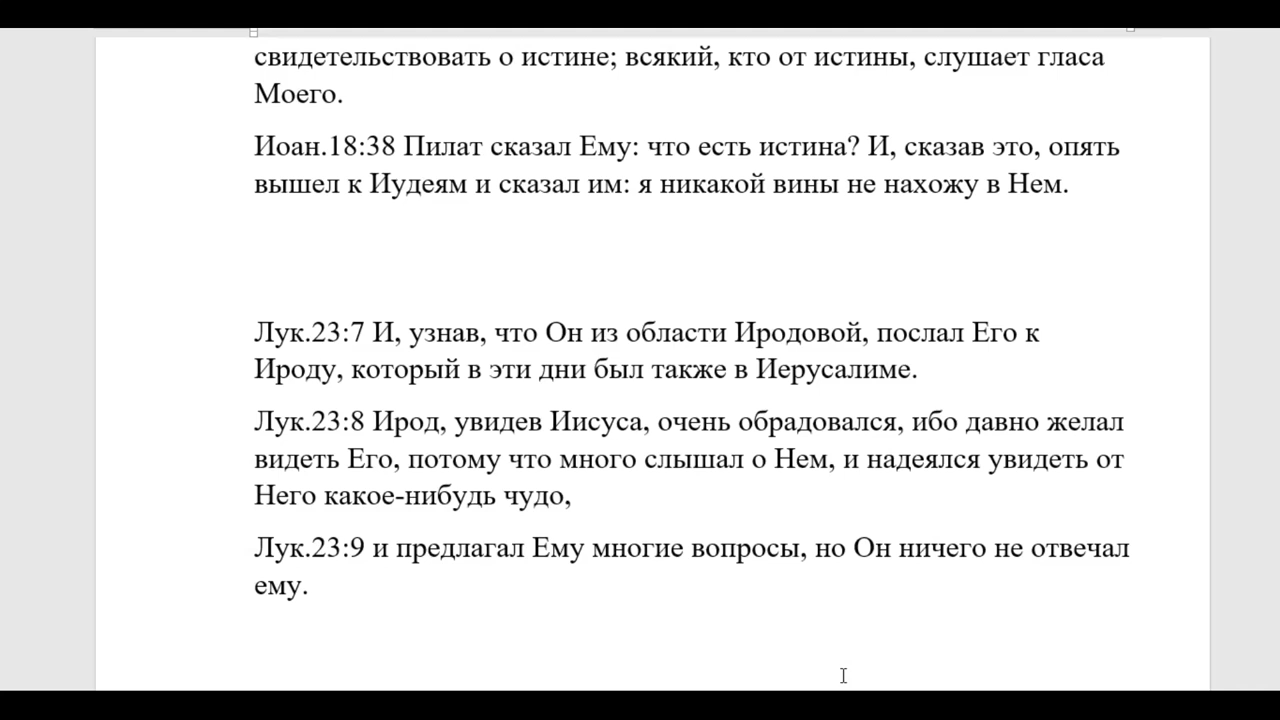 свидетельствовать о истине; всякий, кто от истины, слушает гласа
Моего.
Иоан.18:38 Пилат сказал Ему: что есть истина? И, сказав это, опять
вышел к Иудеям и сказал им: я никакой вины не нахожу в Нем.
Лук.23:7 И, узнав, что Он из области Иродовой, послал Его к
Ироду, который в эти дни был также в Иерусалиме.
Лук.23:8 Ирод, увидев Иисуса, очень обрадовался, ибо давно желал
видеть Его, потому что много слышал о Нем, и надеялся увидеть от
Него какое-нибудь чудо,
Лук.23:9 и предлагал Ему многие вопросы, но Он ничего не отвечал
ему.